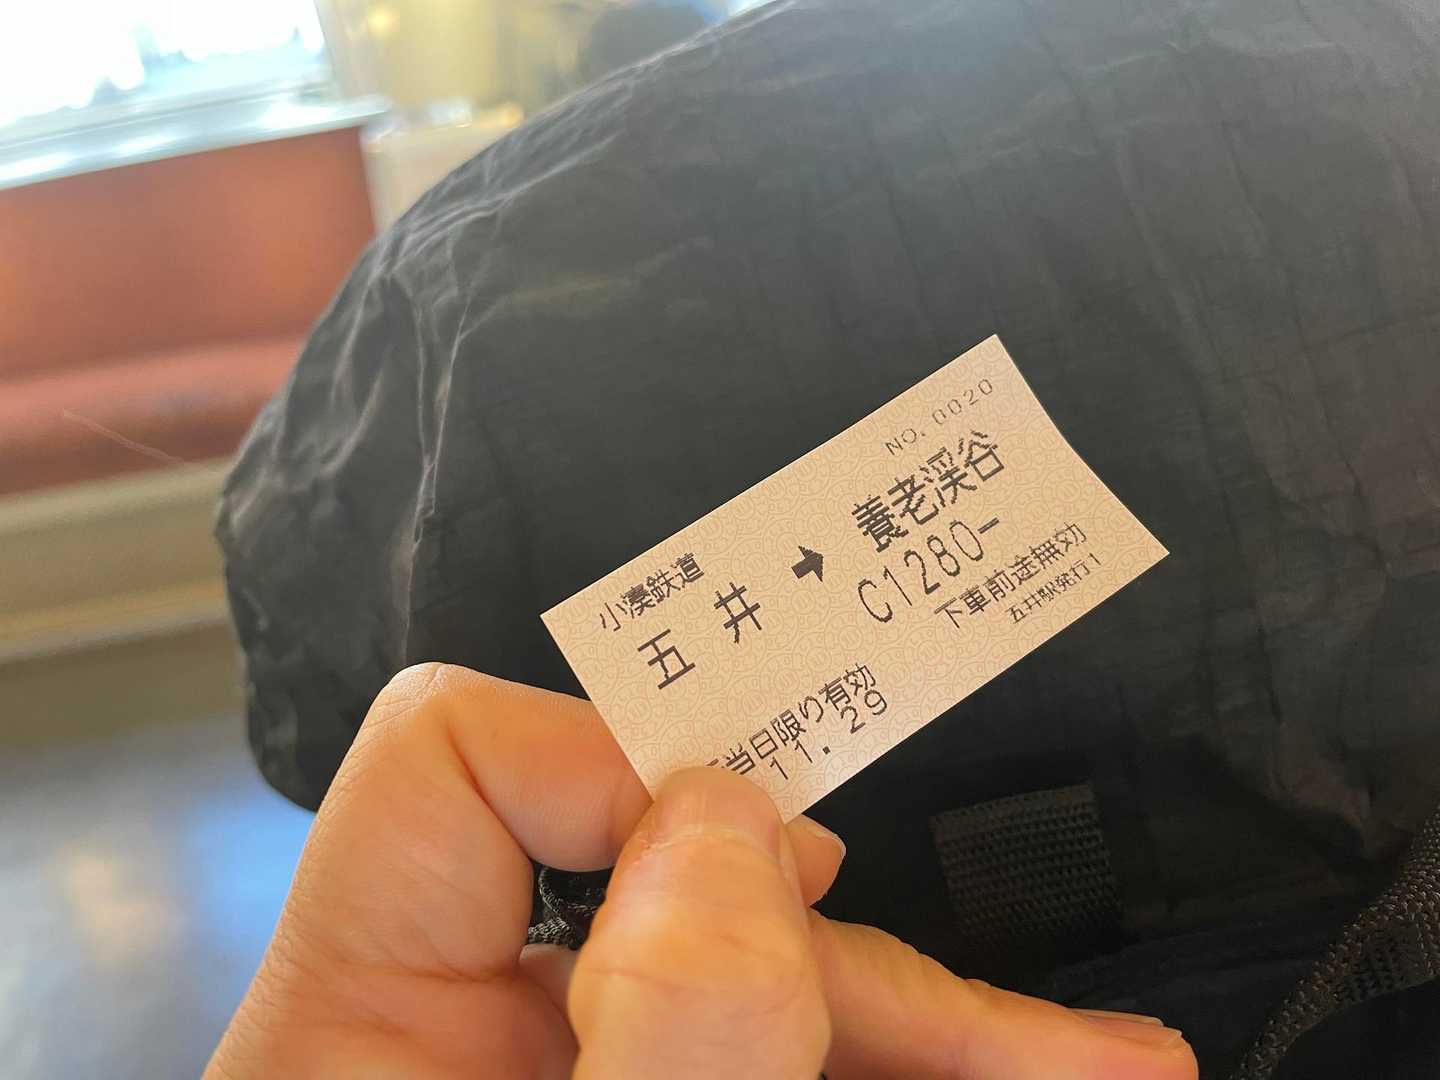 NO. 0020
小湊鉄道
五井 ➡ 養老渓谷
C1280-
下車前途無効
五井駅発行1
当日限り有効
11.29